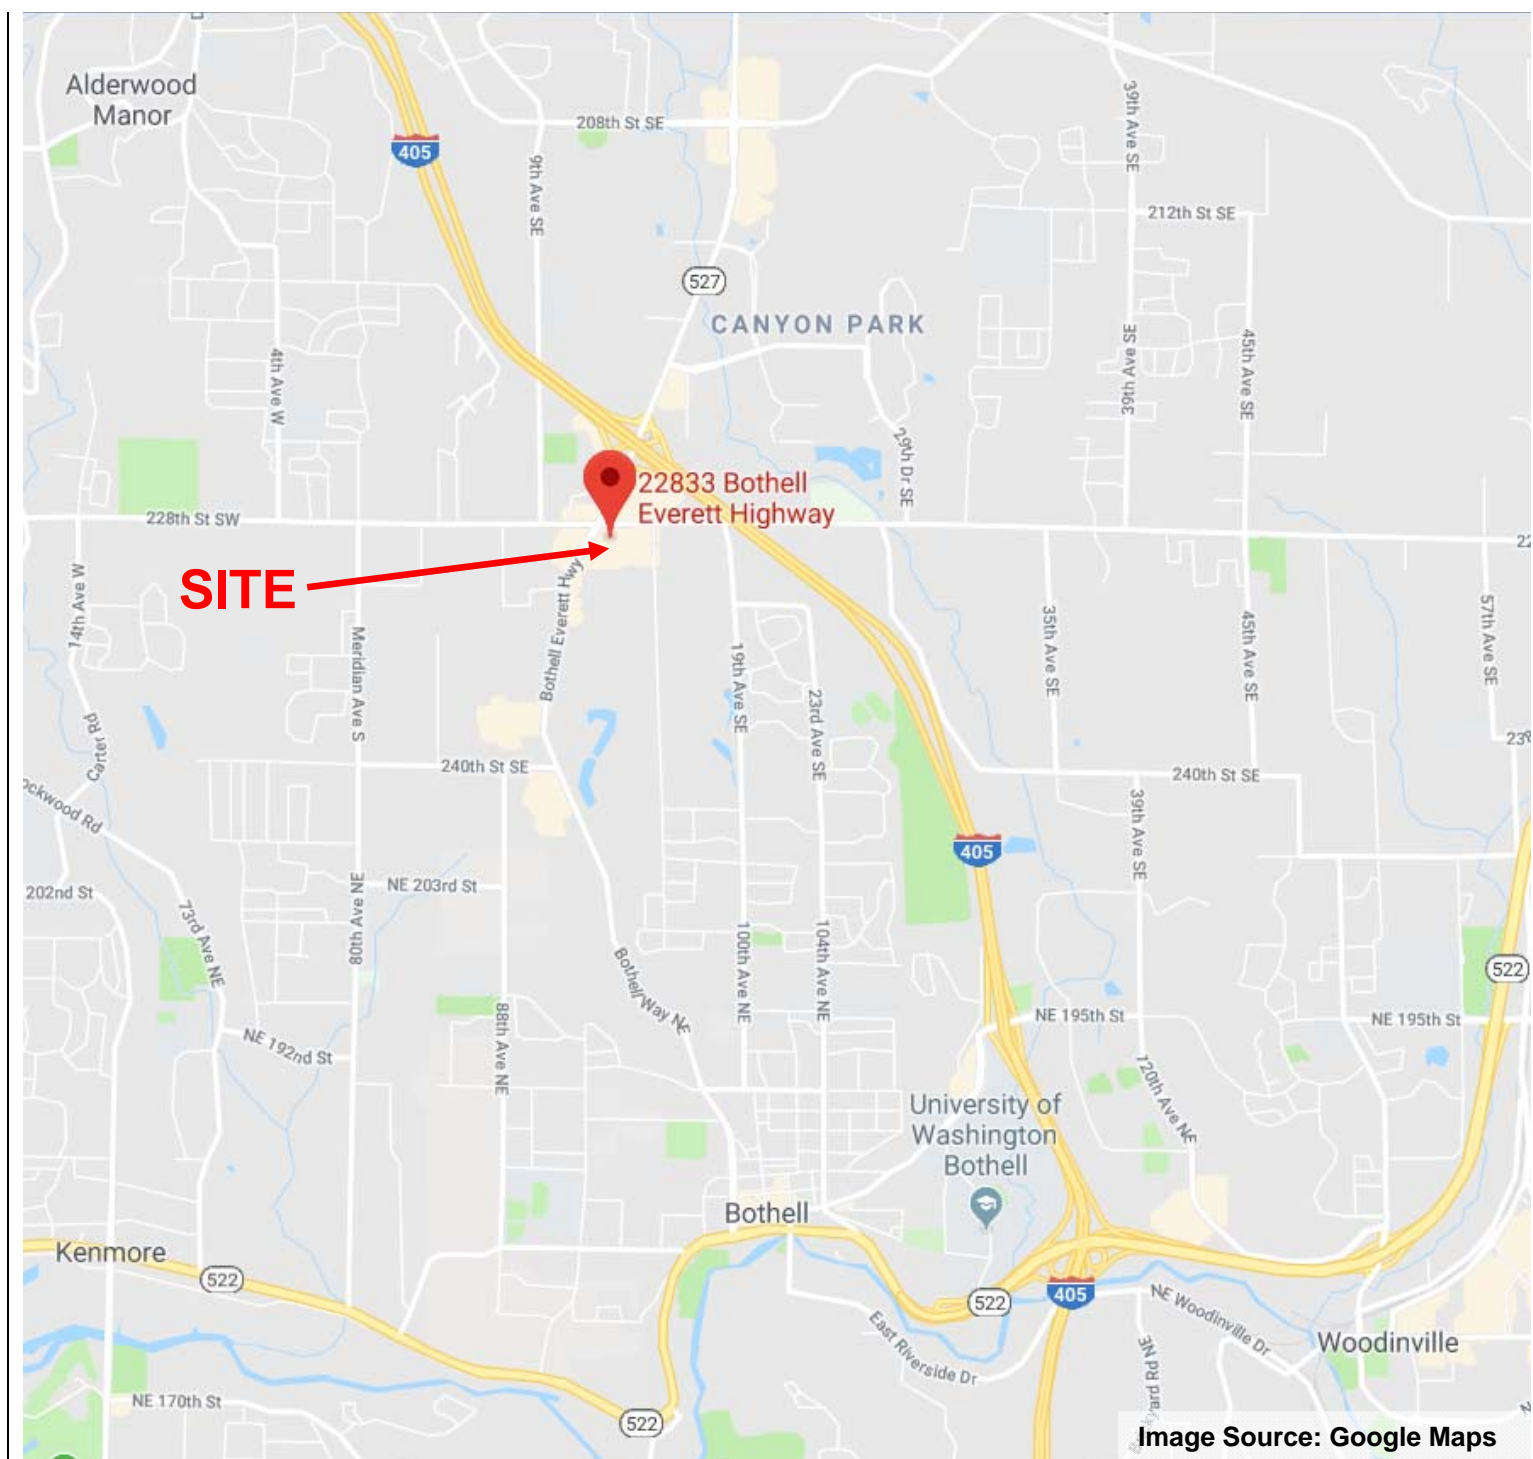 Alderwood
Manor
405
208th St SE
39th Ave SE
9th Ave SE
212th St SE
527
CANYON PARK
4th Ave W
39th Ave SE
45th Ave SE
29th Dr SE
22833 Bothell
Everett Highway
228th St SW
SITE
14th Ave W
Bothell Everett Hwy
Meridian Ave S
19th Ave SE
23rd Ave SE
35th Ave SE
45th Ave SE
57th Ave SE
Carter Rd
240th St SE
240th St SE
ockwood Rd
39th Ave SE
405
202nd St
NE 203rd St
80th Ave NE
73rd Ave NE
100th Ave NE
104th Ave NE
522
Bothell Way NE
88th Ave NE
NE 195th St
NE 195th St
NE 192nd St
120th Ave NE
University of
Washington
Bothell
Bothell
Kenmore
522
522
405
NE Woodinville Dr
East Riverside Dr
Woodinville
NE 170th St
522
Image Source: Google Maps